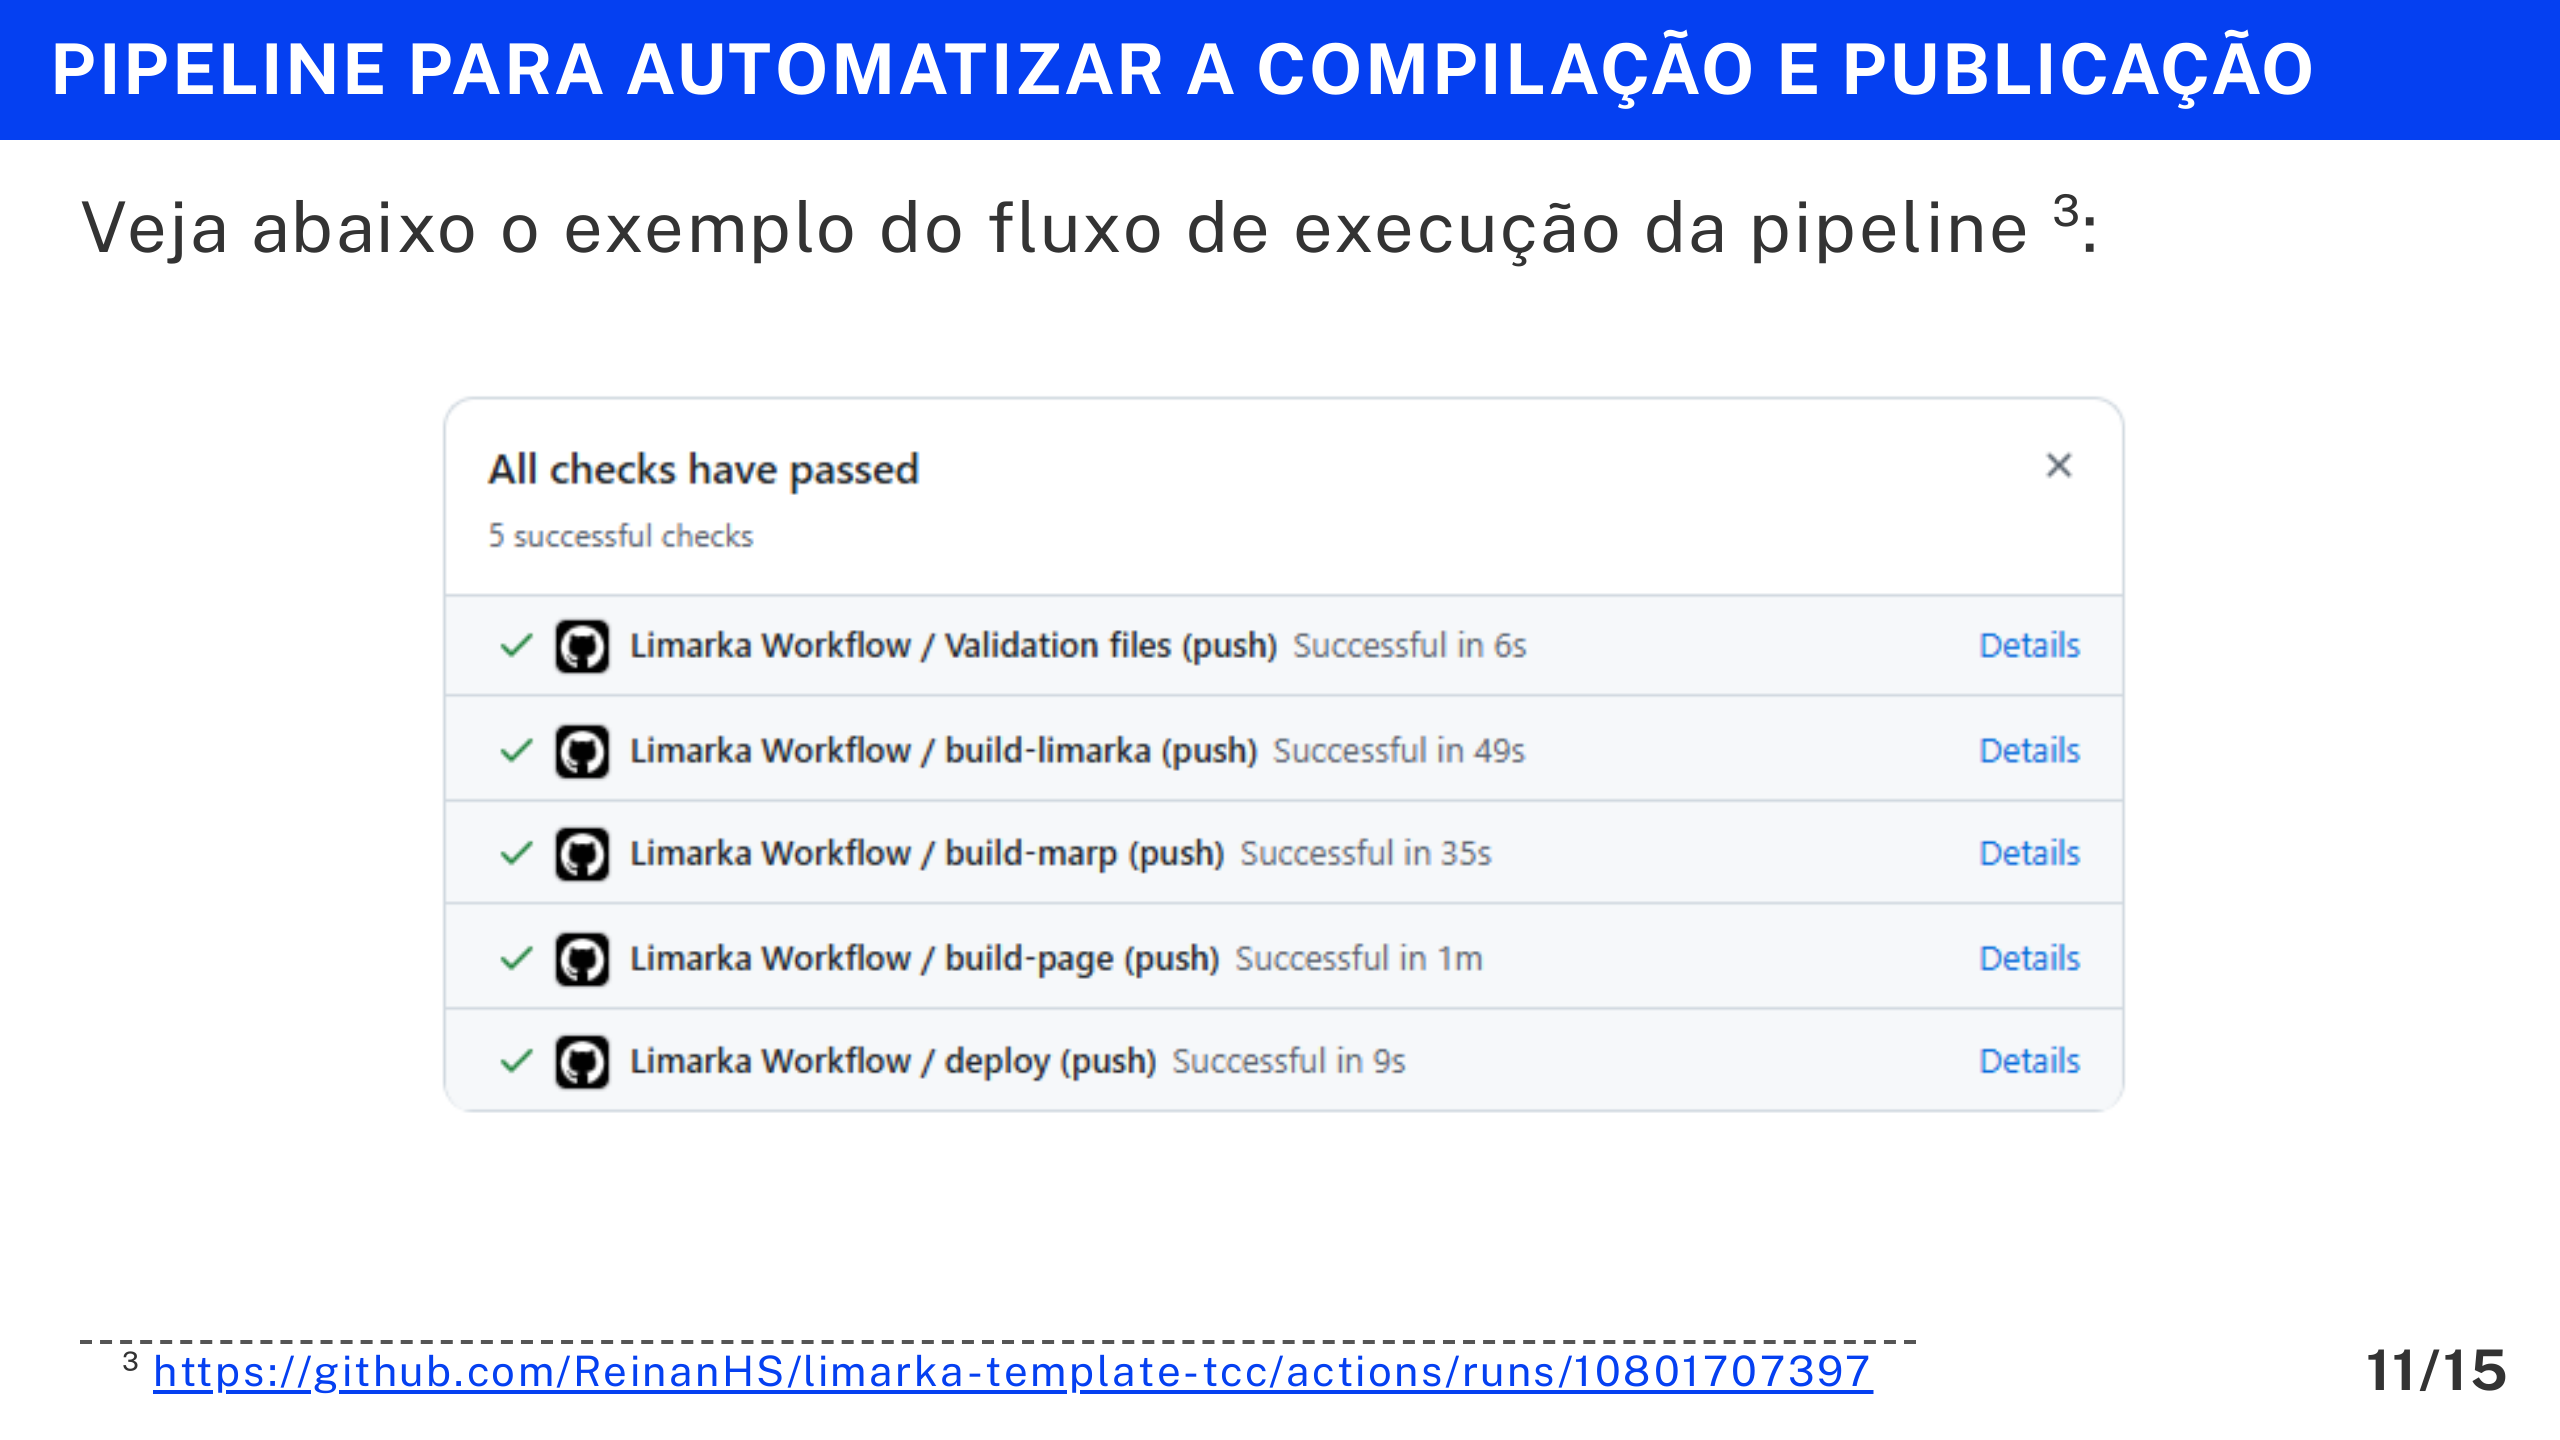 PIPELINE PARA AUTOMATIZAR A COMPILAÇÃO E PUBLICAÇÃO
Veja abaixo o exemplo do fluxo de execução da pipeline ³:
All checks have passed
5 successful checks
Limarka Workflow / Validation files (push) Successful in 6s Details
Limarka Workflow / build-limarka (push) Successful in 49s Details
Limarka Workflow / build-marp (push) Successful in 35s Details
Limarka Workflow / build-page (push) Successful in 1m Details
Limarka Workflow / deploy (push) Successful in 9s Details
³ https://github.com/ReinanHS/limarka-template-tcc/actions/runs/10801707397
11/15